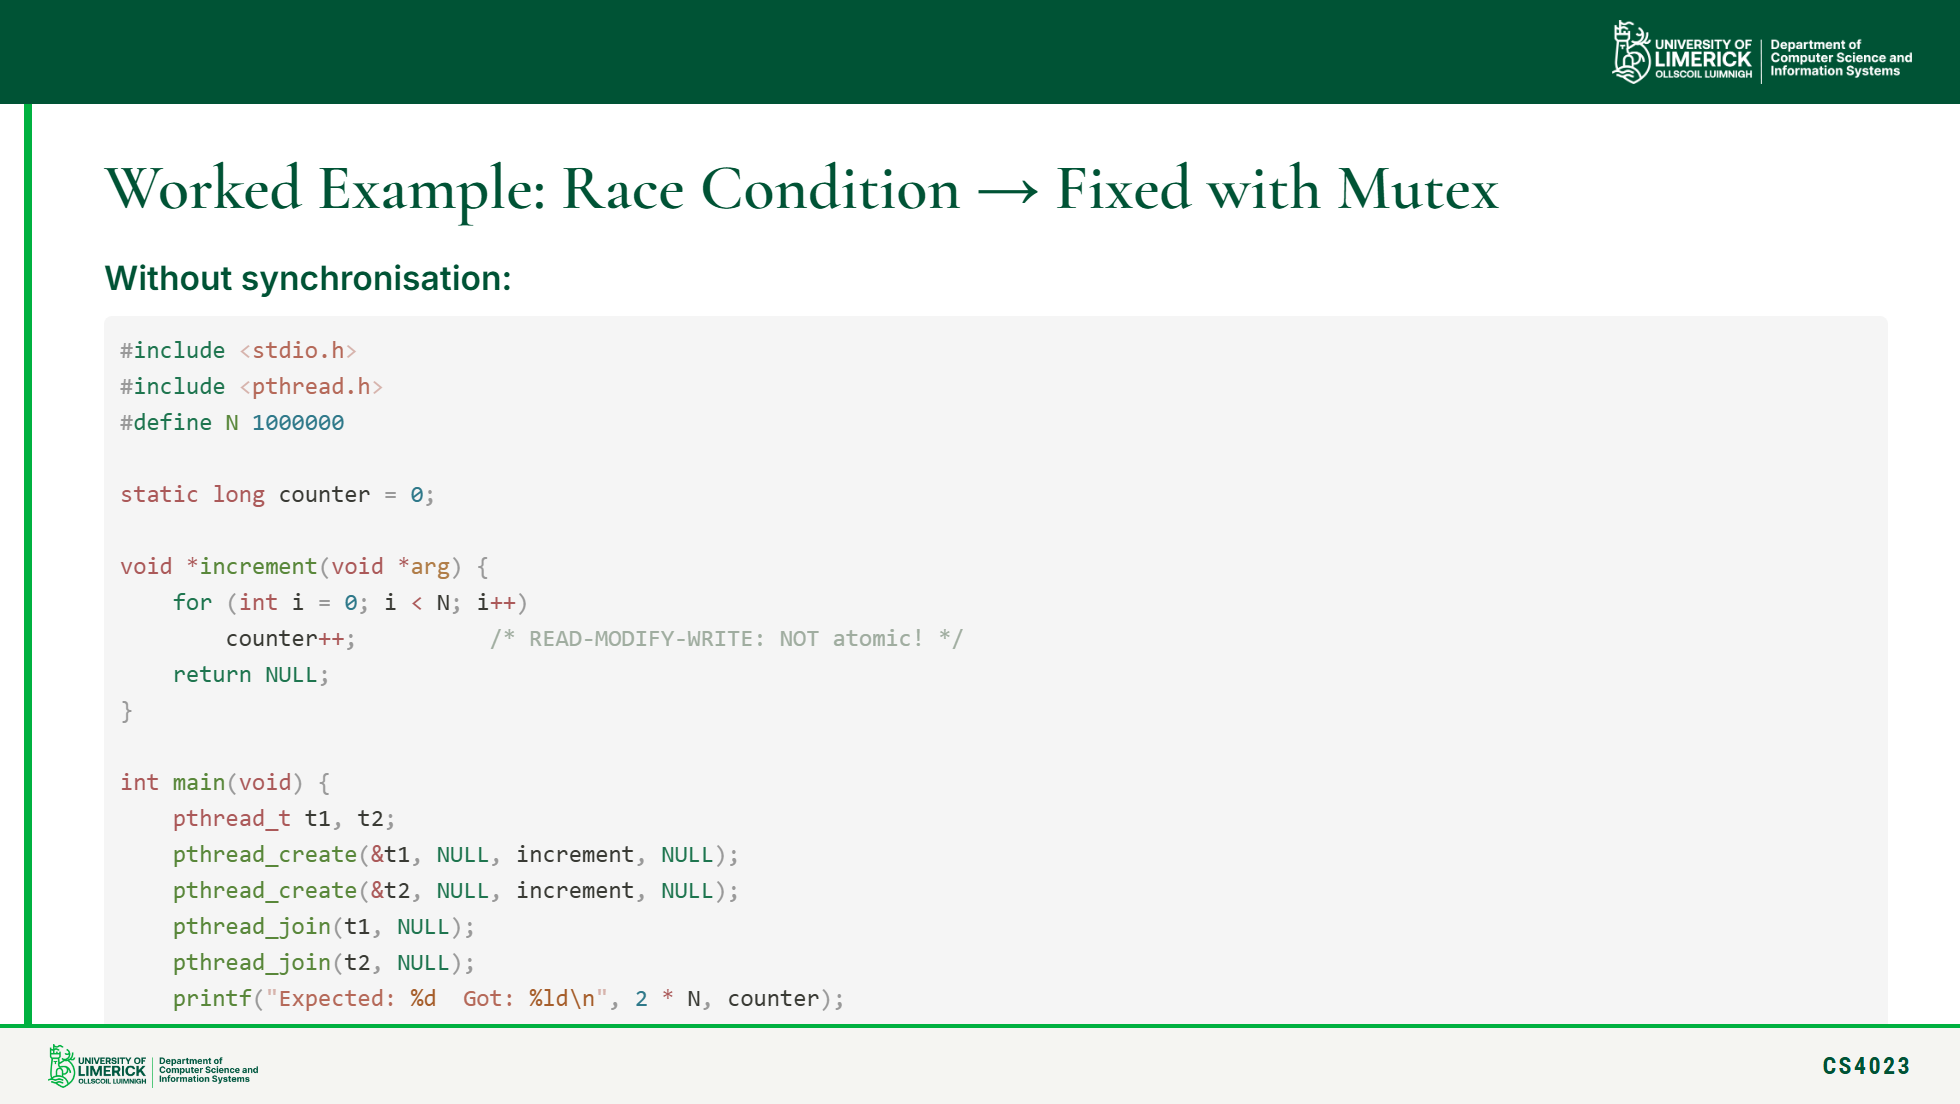 UNIVERSITY OF
LIMERICK
OLLSCOIL LUIMNIGH
Department of
Computer Science and
Information Systems
Worked Example: Race Condition → Fixed with Mutex
Without synchronisation:
#include <stdio.h>
#include <pthread.h>
#define N 1000000
static long counter = 0;
void *increment(void *arg) {
    for (int i = 0; i < N; i++)
        counter++;          /* READ-MODIFY-WRITE: NOT atomic! */
    return NULL;
}
int main(void) {
    pthread_t t1, t2;
    pthread_create(&t1, NULL, increment, NULL);
    pthread_create(&t2, NULL, increment, NULL);
    pthread_join(t1, NULL);
    pthread_join(t2, NULL);
    printf("Expected: %d  Got: %ld\n", 2 * N, counter);
UNIVERSITY OF
LIMERICK
OLLSCOIL LUIMNIGH
Department of
Computer Science and
Information Systems
CS4023